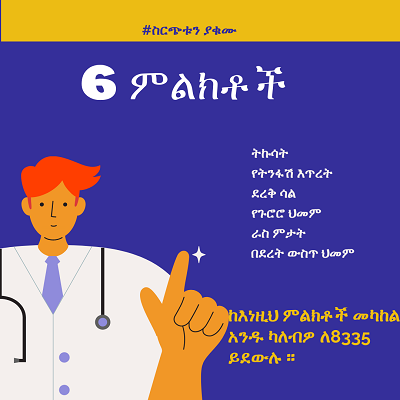 #ስርጭቱን ያቁሙ
6 ምልክቶች
ትኩሳት
የትንፋሽ እጥረት
ደረቅ ሳል
የጉሮሮ ህመም
ራስ ምታት
በደረት ውስጥ ህመም
ከእነዚህ ምልክቶች መካከል
አንዱ ካለብዎ ለ8335
ይደውሉ ።